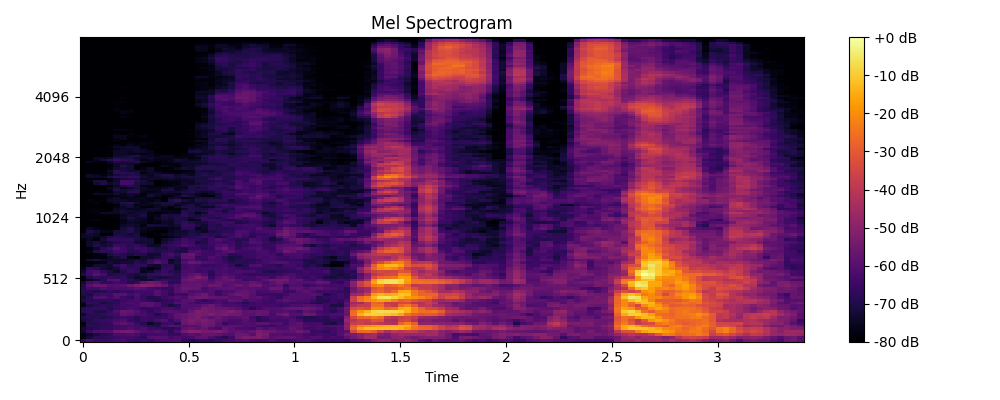 Mel Spectrogram
+0 dB
-10 dB
-20 dB
-30 dB
-40 dB
-50 dB
-60 dB
-70 dB
-80 dB
Hz
4096
2048
1024
512
0
0
0.5
1
1.5
2
2.5
3
Time